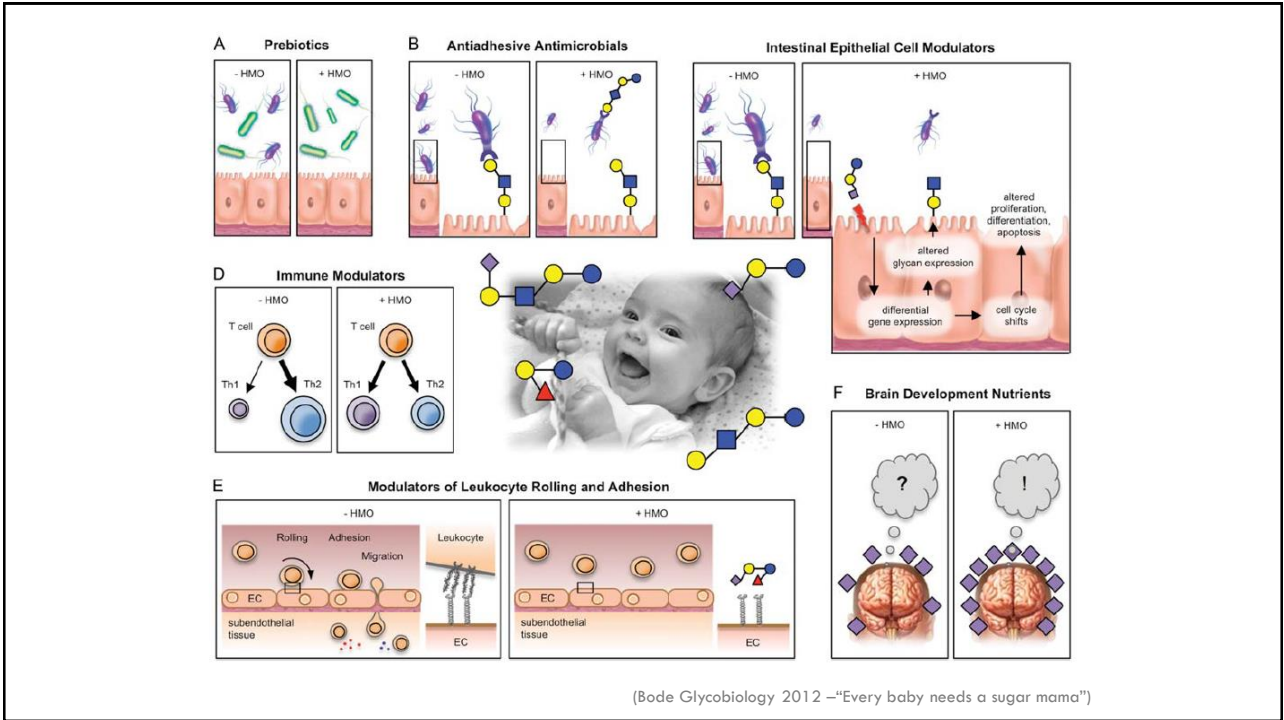 A Prebiotics
- HMO
+ HMO
B Antiadhesive Antimicrobials
- HMO
+ HMO
Intestinal Epithelial Cell Modulators
- HMO
+ HMO
altered
proliferation,
differentiation,
apoptosis
altered
glycan expression
differential
gene expression
cell cycle
shifts
D Immune Modulators
- HMO
T cell
Th1
Th2
+ HMO
T cell
Th1
Th2
E Modulators of Leukocyte Rolling and Adhesion
- HMO
Rolling
Adhesion
Migration
EC
subendothelial
tissue
Leukocyte
EC
+ HMO
EC
subendothelial
tissue
EC
F Brain Development Nutrients
- HMO
?
+ HMO
!
(Bode Glycobiology 2012 –“Every baby needs a sugar mama”)